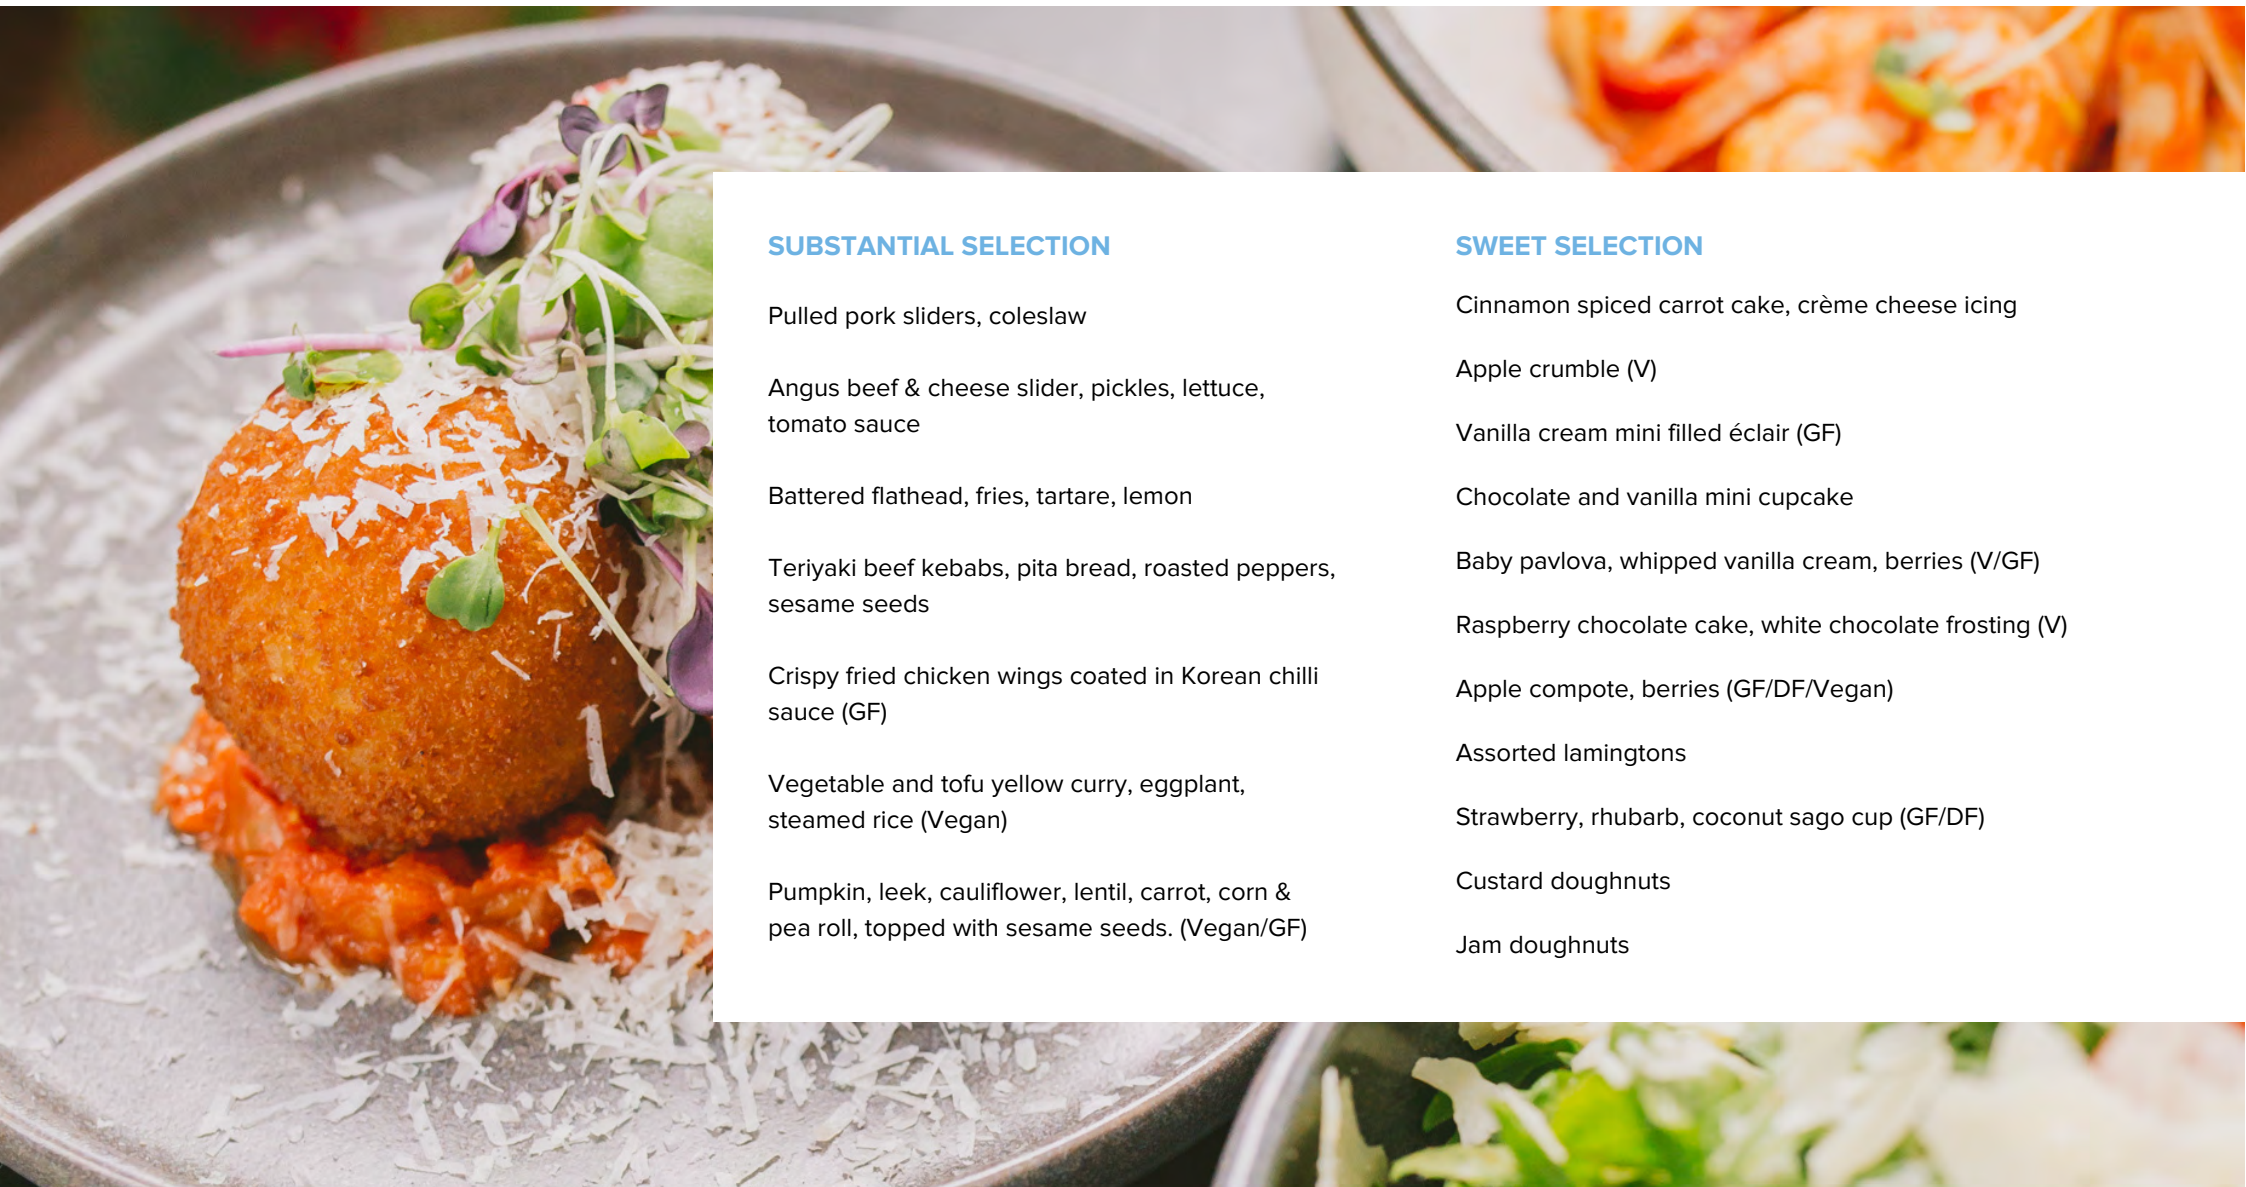 SUBSTANTIAL SELECTION
Pulled pork sliders, coleslaw
Angus beef & cheese slider, pickles, lettuce,
tomato sauce
Battered flathead, fries, tartare, lemon
Teriyaki beef kebabs, pita bread, roasted peppers,
sesame seeds
Crispy fried chicken wings coated in Korean chilli
sauce (GF)
Vegetable and tofu yellow curry, eggplant,
steamed rice (Vegan)
Pumpkin, leek, cauliflower, lentil, carrot, corn &
pea roll, topped with sesame seeds. (Vegan/GF)
SWEET SELECTION
Cinnamon spiced carrot cake, crème cheese icing
Apple crumble (V)
Vanilla cream mini filled éclair (GF)
Chocolate and vanilla mini cupcake
Baby pavlova, whipped vanilla cream, berries (V/GF)
Raspberry chocolate cake, white chocolate frosting (V)
Apple compote, berries (GF/DF/Vegan)
Assorted lamingtons
Strawberry, rhubarb, coconut sago cup (GF/DF)
Custard doughnuts
Jam doughnuts